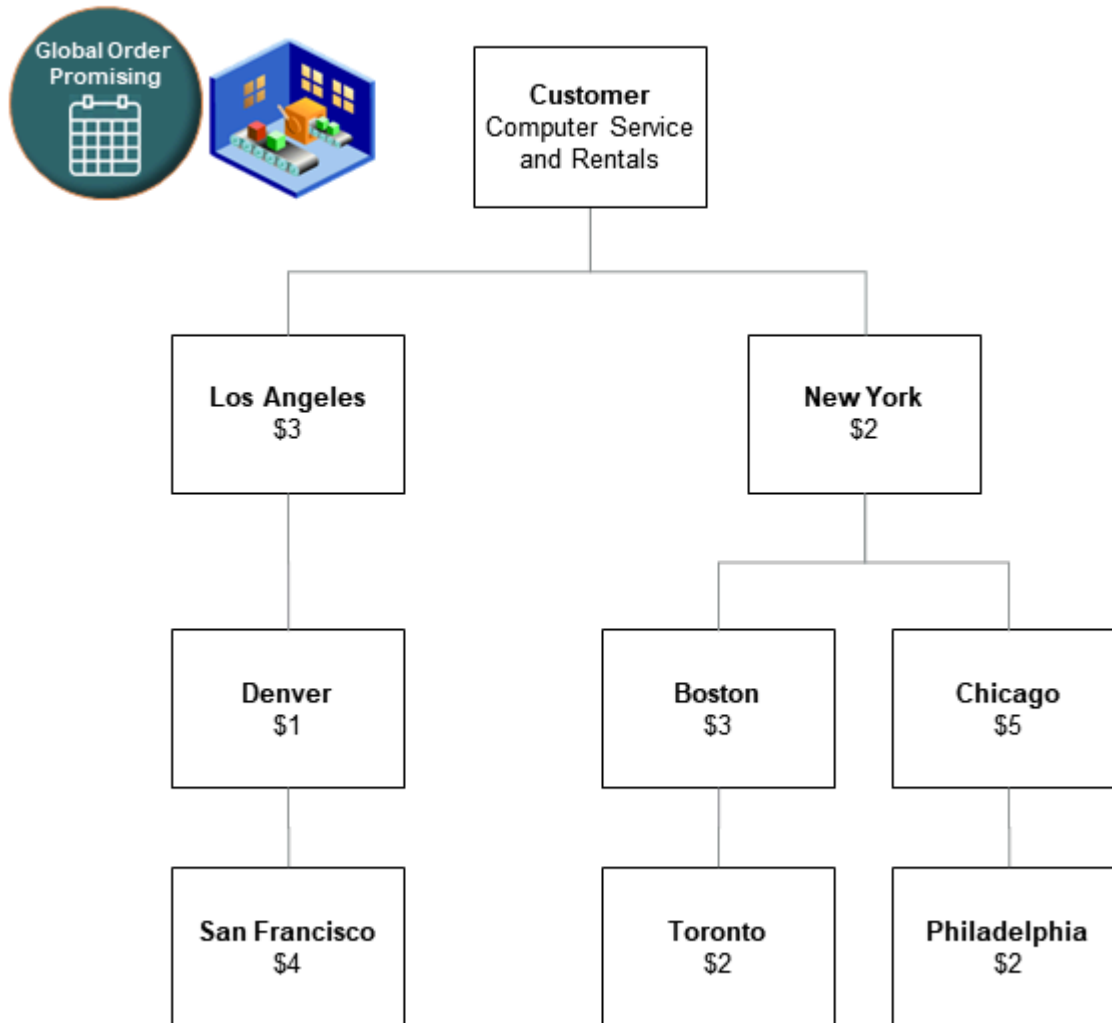 Global Order
Promising
Customer
Computer Service
and Rentals
Los Angeles
$3
New York
$2
Denver
$1
Boston
$3
Chicago
$5
San Francisco
$4
Toronto
$2
Philadelphia
$2